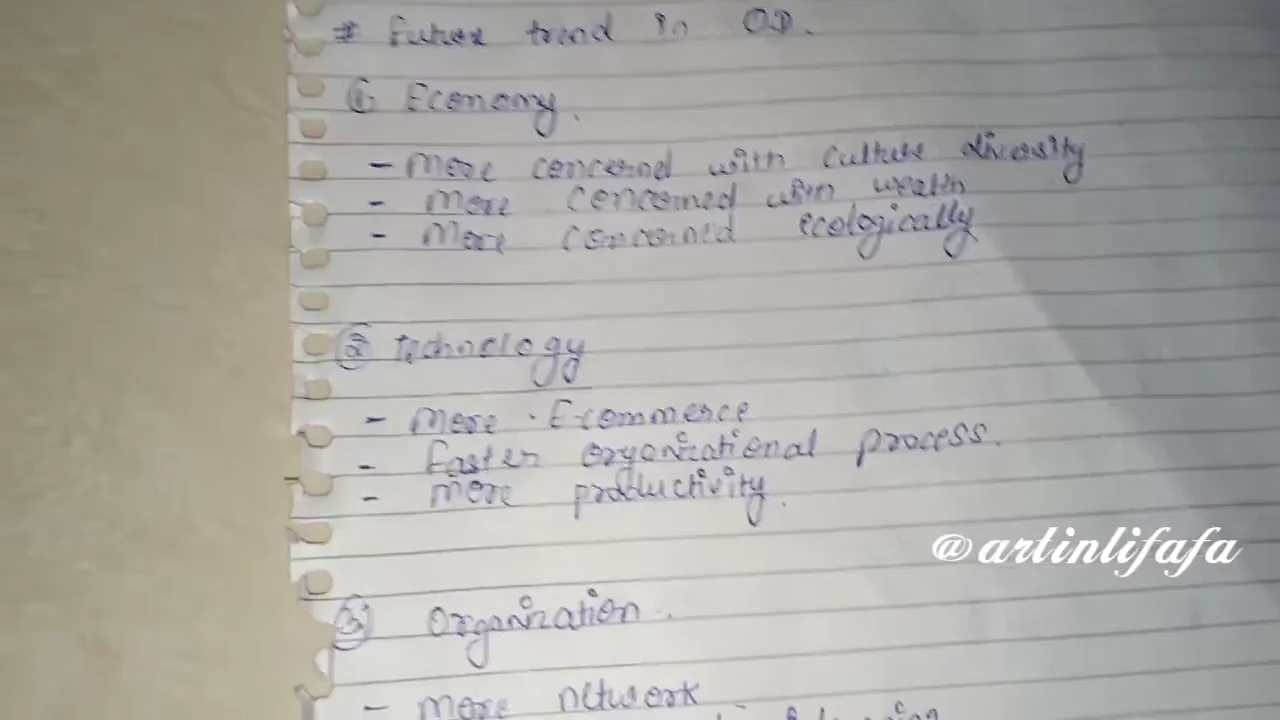 # Future trend in O.D.
① Economy.
- more concerned with culture diversity
- more concerned with wealth
- more concerned ecologically
② technology
- more E-commerce
- Faster organizational process.
- more productivity.
@artinlifafa
③ Organization.
- more network